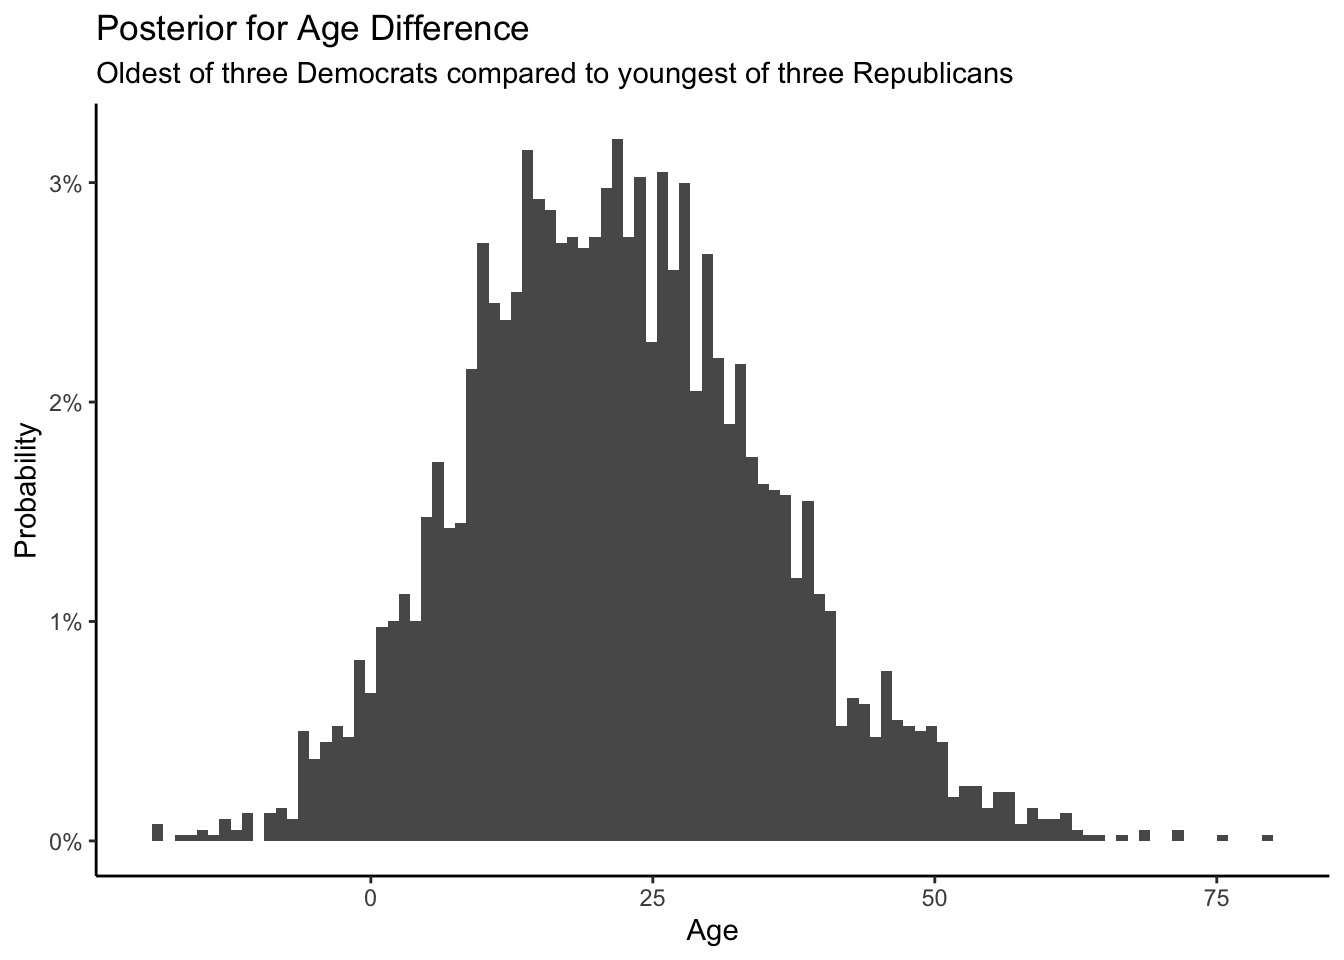 Posterior for Age Difference
Oldest of three Democrats compared to youngest of three Republicans
3%
2%
1%
0%
Probability
0
25
50
75
Age